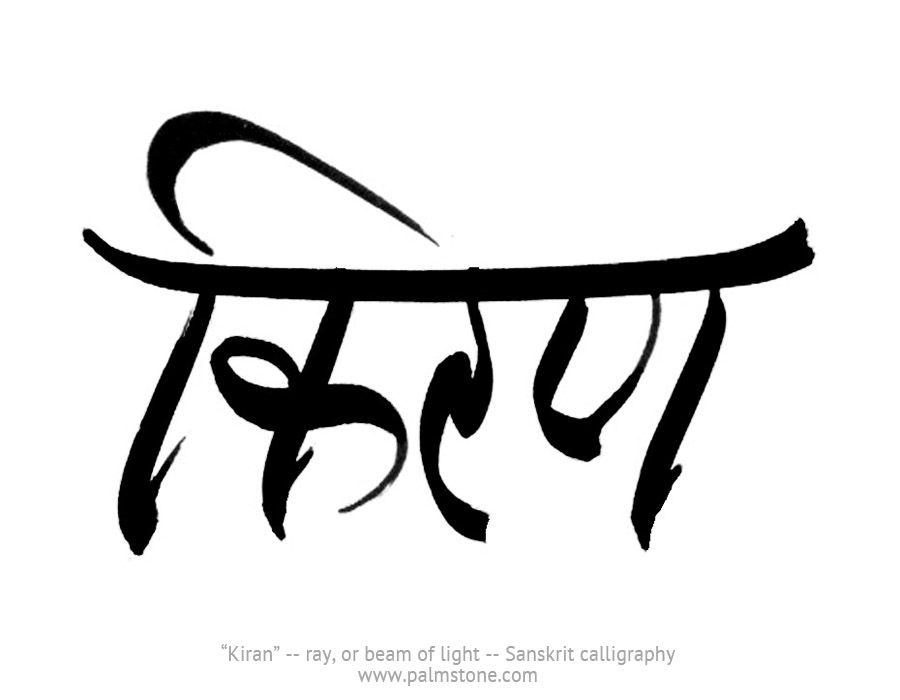 किरण
“Kiran” -- ray, or beam of light -- Sanskrit calligraphy
www.palmstone.com